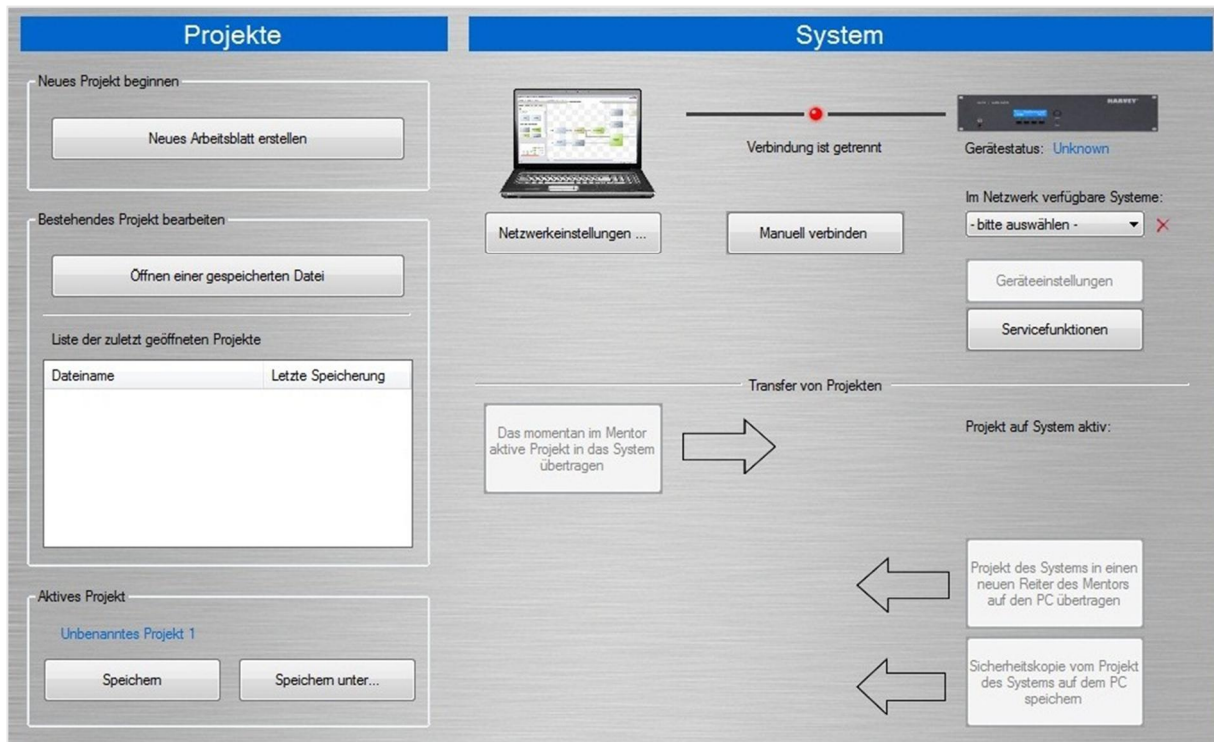 Projekte
Neues Projekt beginnen
Neues Arbeitsblatt erstellen
Bestehendes Projekt bearbeiten
Öffnen einer gespeicherten Datei
Liste der zuletzt geöffneten Projekte
Dateiname Letzte Speicherung
Aktives Projekt
Unbenanntes Projekt 1
Speichern Speichern unter...
System
HARVEY
Verbindung ist getrennt
Gerätestatus: Unknown
Im Netzwerk verfügbare Systeme:
- bitte auswählen -
Netzwerkeinstellungen ...
Manuell verbinden
Geräteeinstellungen
Servicefunktionen
Transfer von Projekten
Das momentan im Mentor
aktive Projekt in das System
übertragen
Projekt auf System aktiv:
Projekt des Systems in einen
neuen Reiter des Mentors
auf den PC übertragen
Sicherheitskopie vom Projekt
des Systems auf dem PC
speichern